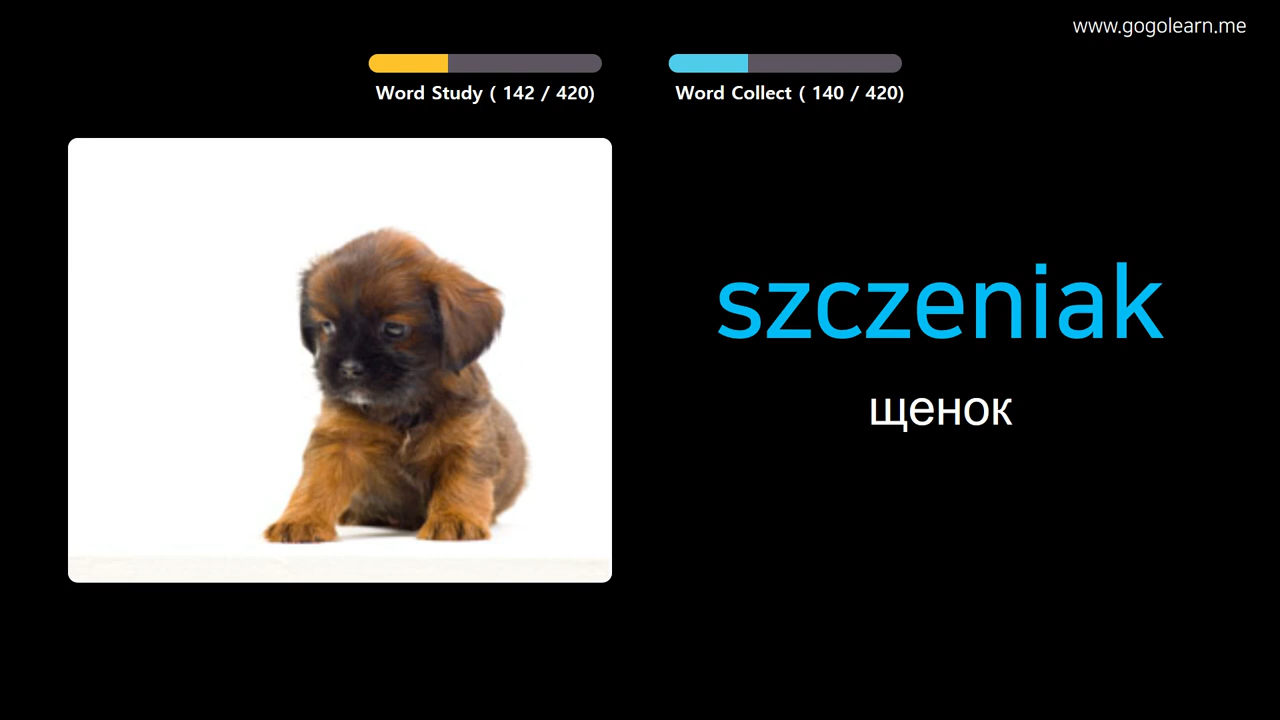 www.gogolearn.me
Word Study ( 142 / 420)
Word Collect ( 140 / 420)
szczeniak
щенок